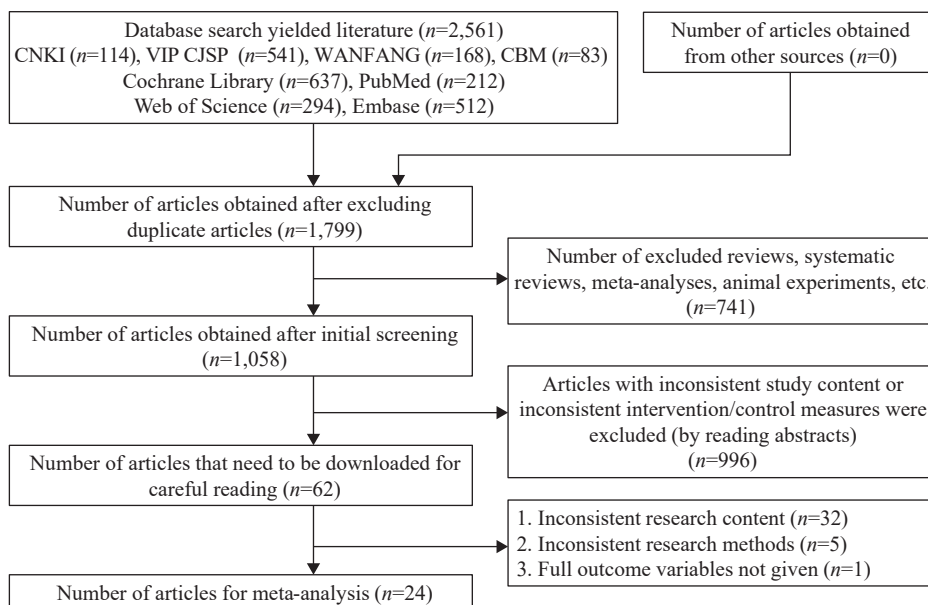 Database search yielded literature (n=2,561)
CNKI (n=114), VIP CJSP (n=541), WANFANG (n=168), CBM (n=83)
Cochrane Library (n=637), PubMed (n=212)
Web of Science (n=294), Embase (n=512)
Number of articles obtained
from other sources (n=0)
Number of articles obtained after excluding
duplicate articles (n=1,799)
Number of excluded reviews, systematic
reviews, meta-analyses, animal experiments, etc.
(n=741)
Number of articles obtained after initial screening
(n=1,058)
Articles with inconsistent study content or
inconsistent intervention/control measures were
excluded (by reading abstracts)
(n=996)
Number of articles that need to be downloaded for
careful reading (n=62)
1. Inconsistent research content (n=32)
2. Inconsistent research methods (n=5)
3. Full outcome variables not given (n=1)
Number of articles for meta-analysis (n=24)